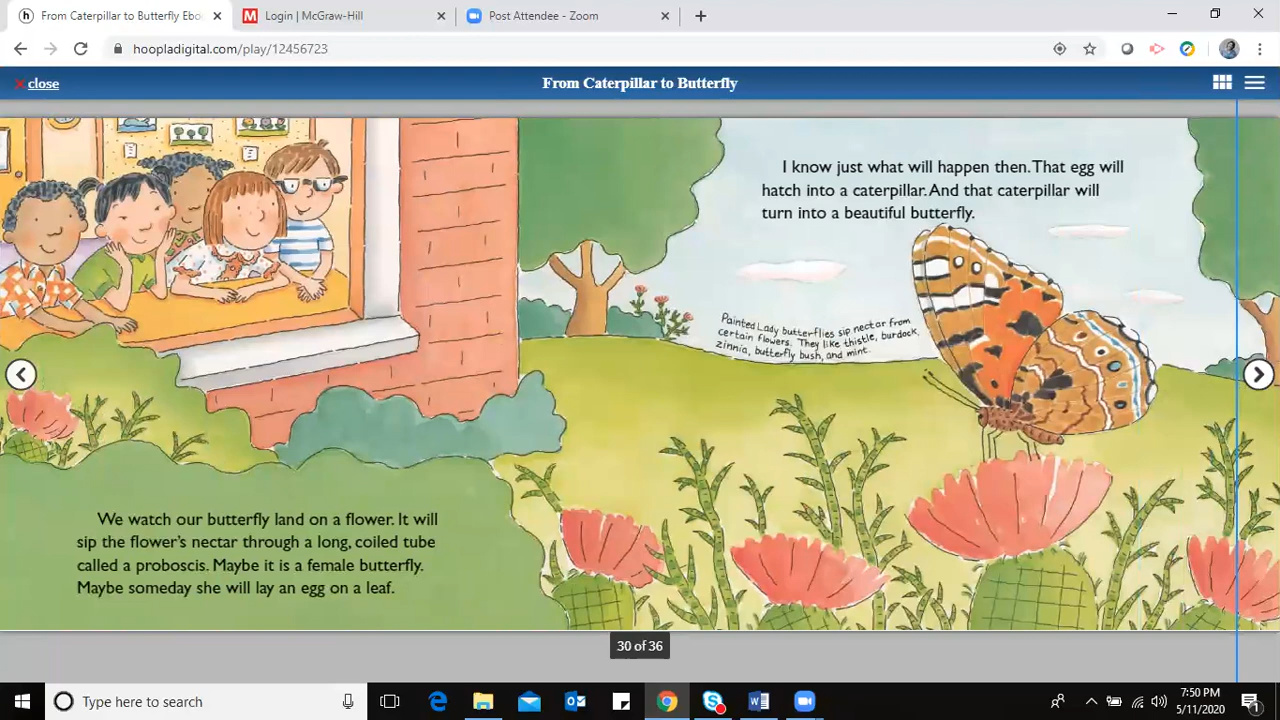 From Caterpillar to Butterfly Ebo
Login | McGraw-Hill
Post Attendee - Zoom
hoopladigital.com/play/12456723
close
From Caterpillar to Butterfly
I know just what will happen then. That egg will
hatch into a caterpillar. And that caterpillar will
turn into a beautiful butterfly.
Painted Lady butterflies sip nectar from
certain flowers. They like thistle, burdock,
zinnia, butterfly bush, and mint.
We watch our butterfly land on a flower. It will
sip the flower's nectar through a long, coiled tube
called a proboscis. Maybe it is a female butterfly.
Maybe someday she will lay an egg on a leaf.
30 of 36
Type here to search
7:50 PM
5/11/2020